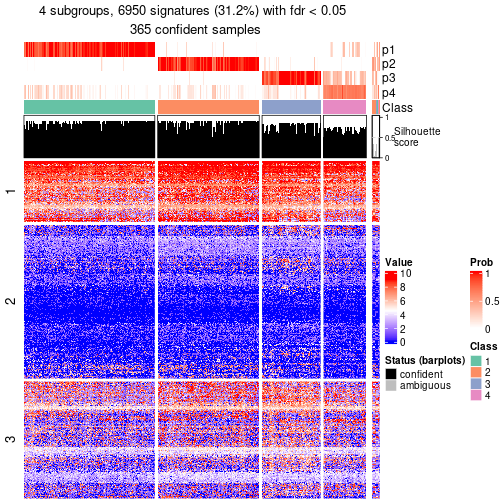 4 subgroups, 6950 signatures (31.2%) with fdr < 0.05
365 confident samples
p1
p2
p3
p4
Class
1
0.5
0
Silhouette
score
1
2
3
Value
10
8
6
4
2
0
Prob
1
0.5
0
Status (barplots)
confident
ambiguous
Class
1
2
3
4